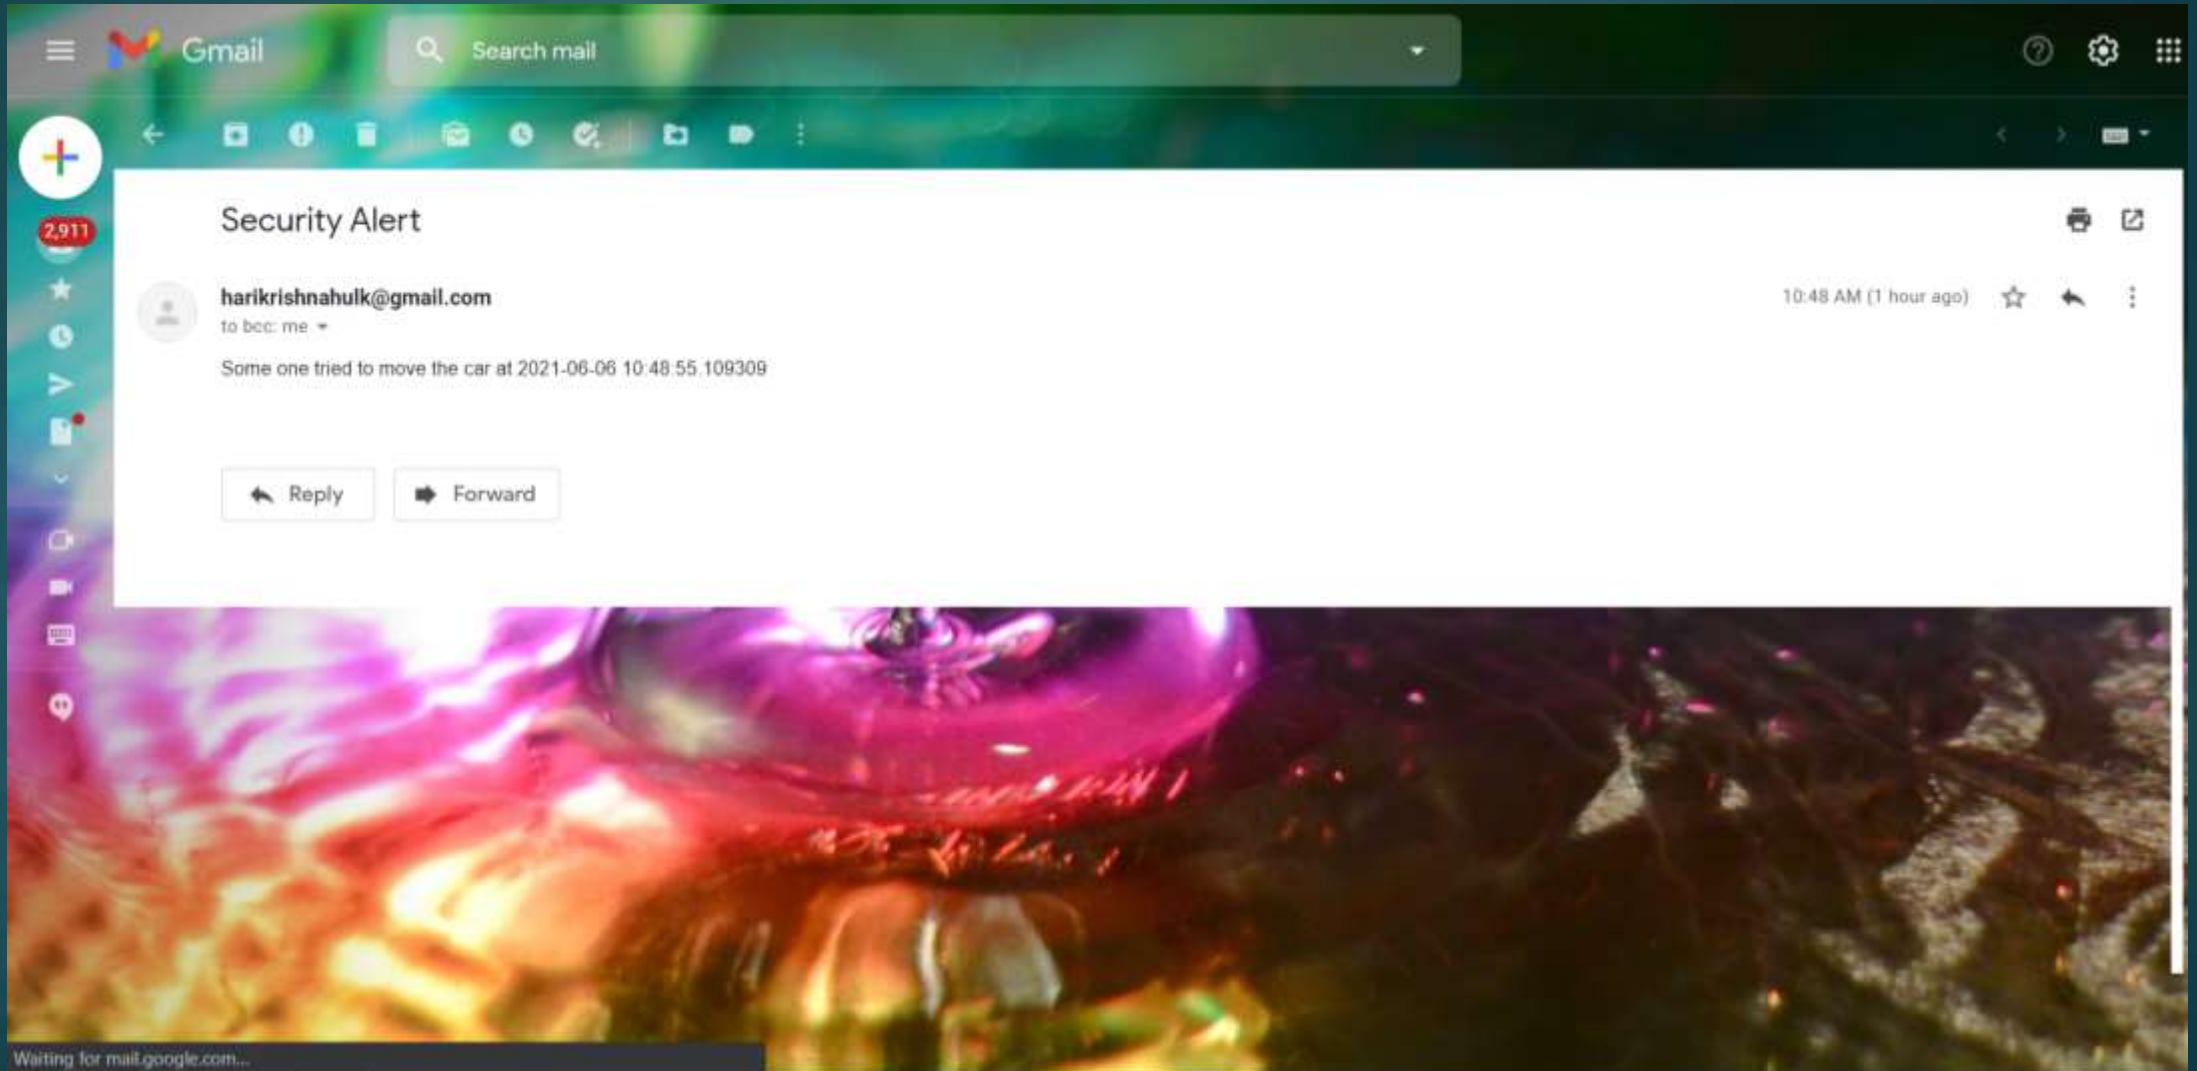 Gmail
Search mail
2,911
Security Alert
harikrishnahulk@gmail.com
10:48 AM (1 hour ago)
to bcc: me
Some one tried to move the car at 2021-06-06 10:48:55.109309
Reply
Forward
Waiting for mail.google.com...